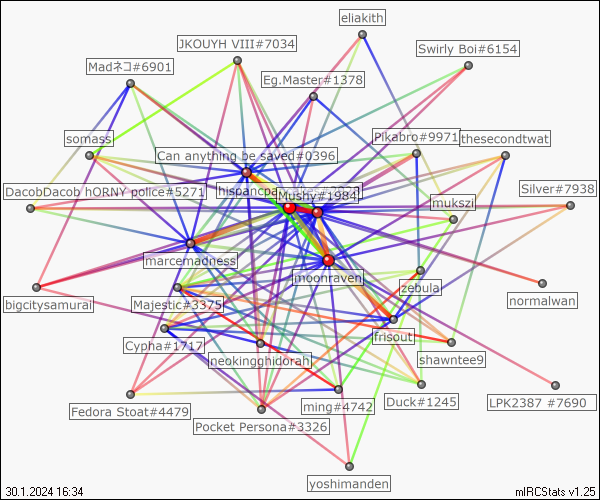 eliakith
JKOUYH VIII#7034
Swirly Boi#6154
Madネコ#6901
Eg.Master#1378
somass
Pikabro#9971
thesecondtwat
Can anything be saved#0396
DacobDacob hORNY police#5271
Mushy#1984
Silver#7938
mukszi
marcemadness
moonraven
zebula
bigcitysamurai
Majestic#3375
normalwan
frisout
Cypha#1717
neokingghidorah
shawntee9
Fedora Stoat#4479
ming#4742
Duck#1245
LPK2387 #7690
Pocket Persona#3326
yoshimanden
30.1.2024 16:34
mIRCStats v1.25